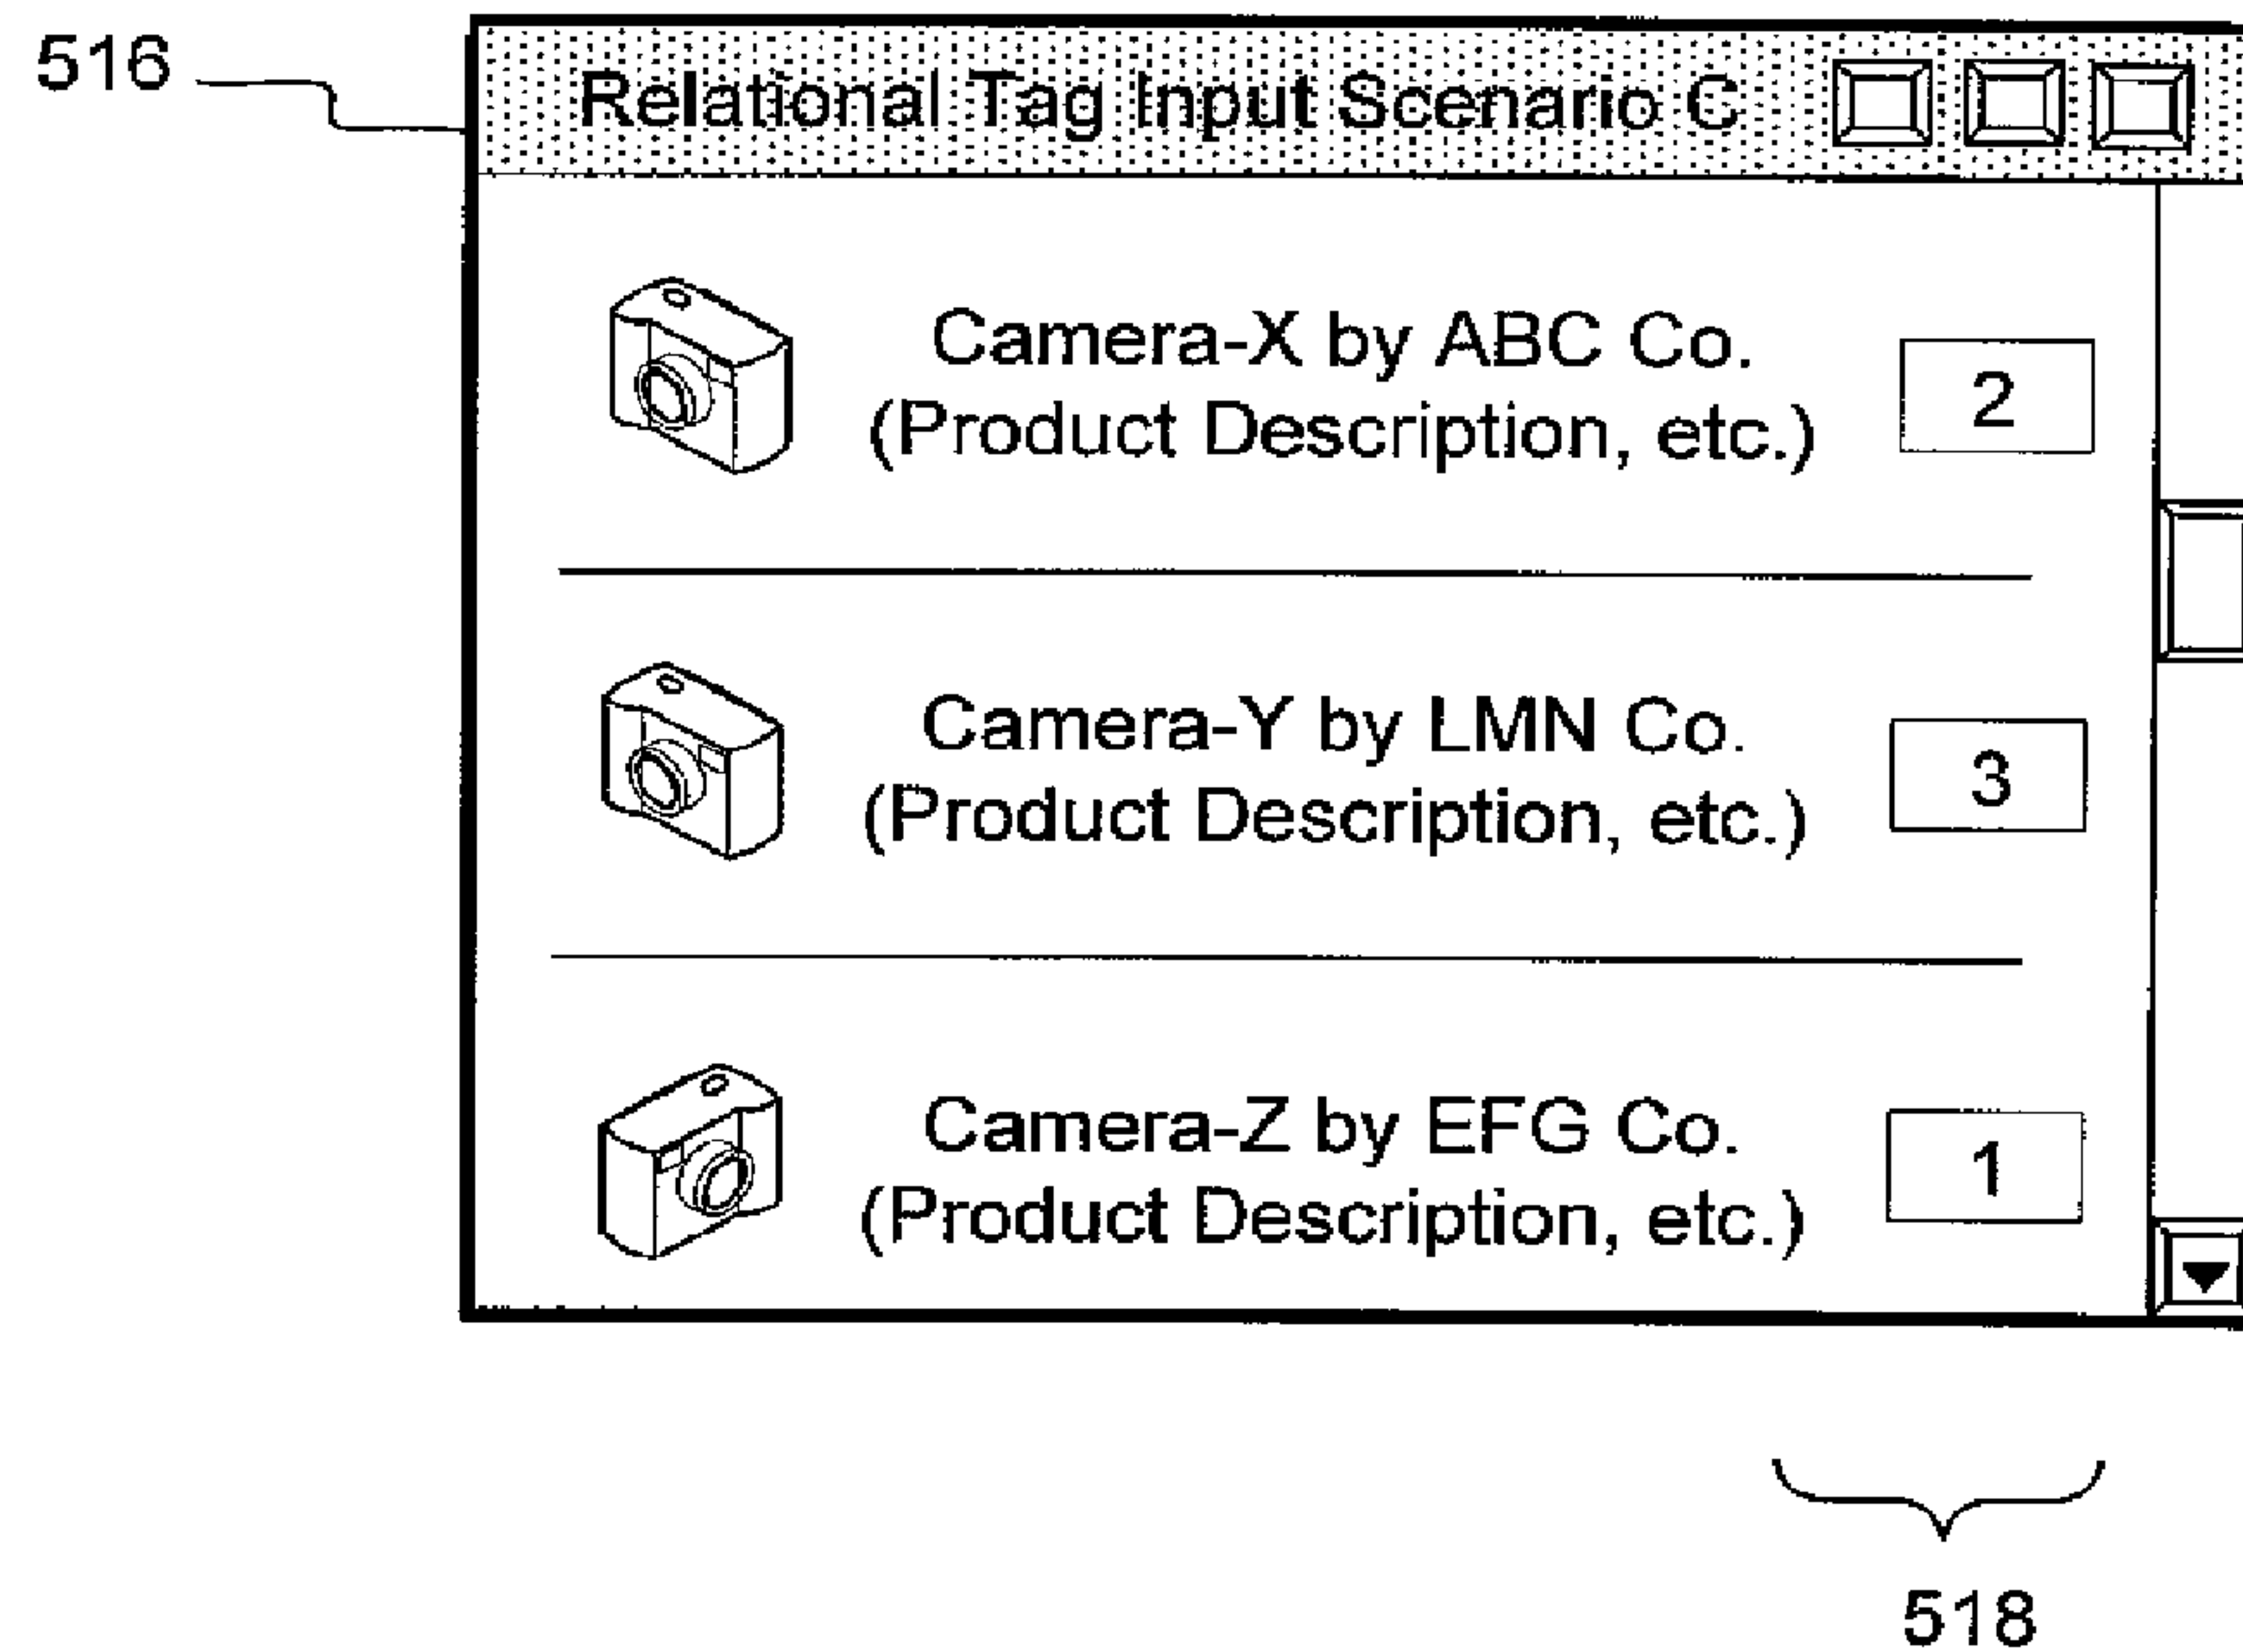 516
Relational Tag Input Scenario C
Camera-X by ABC Co.
(Product Description, etc.)
2
Camera-Y by LMN Co.
(Product Description, etc.)
3
Camera-Z by EFG Co.
(Product Description, etc.)
1
518